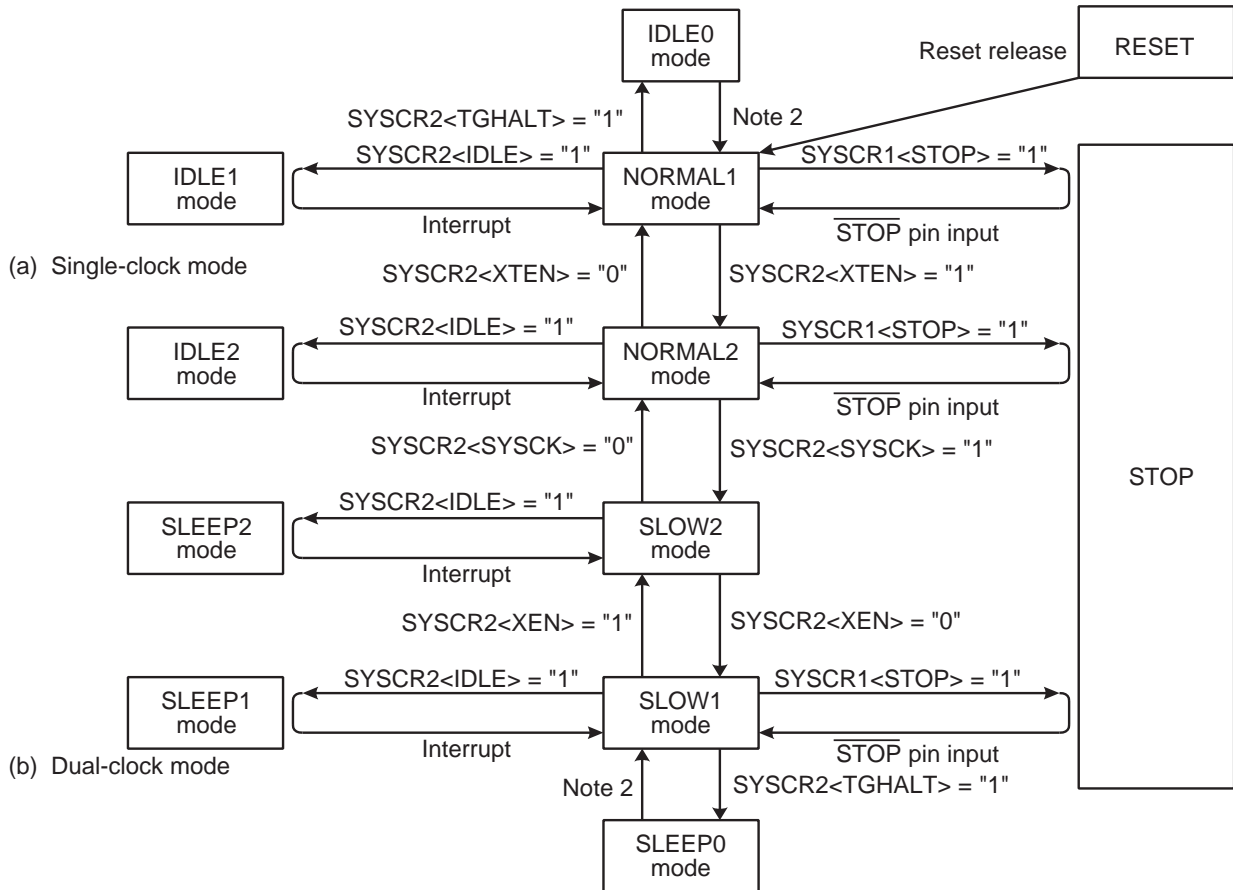 IDLE0
mode
Reset release
RESET
SYSCR2<TGHALT> = "1"
Note 2
IDLE1
mode
SYSCR2<IDLE> = "1"
Interrupt
NORMAL1
mode
SYSCR1<STOP> = "1"
STOP pin input
(a) Single-clock mode
SYSCR2<XTEN> = "0"
SYSCR2<XTEN> = "1"
IDLE2
mode
SYSCR2<IDLE> = "1"
Interrupt
NORMAL2
mode
SYSCR1<STOP> = "1"
STOP pin input
SYSCR2<SYSCK> = "0"
SYSCR2<SYSCK> = "1"
STOP
SLEEP2
mode
SYSCR2<IDLE> = "1"
Interrupt
SLOW2
mode
SYSCR2<XEN> = "1"
SYSCR2<XEN> = "0"
SLEEP1
mode
SYSCR2<IDLE> = "1"
Interrupt
SLOW1
mode
SYSCR1<STOP> = "1"
STOP pin input
(b) Dual-clock mode
Note 2
SYSCR2<TGHALT> = "1"
SLEEP0
mode